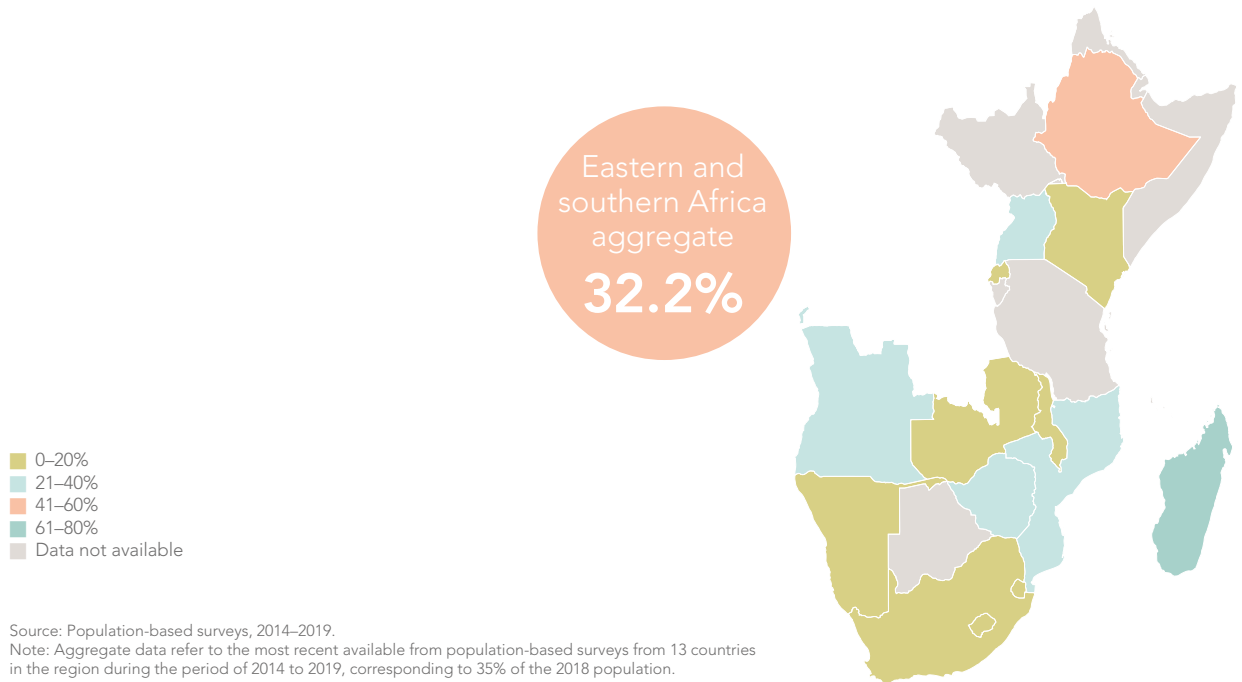 Eastern and
southern Africa
aggregate
32.2%
0–20%
21–40%
41–60%
61–80%
Data not available
Source: Population-based surveys, 2014–2019.
Note: Aggregate data refer to the most recent available from population-based surveys from 13 countries
in the region during the period of 2014 to 2019, corresponding to 35% of the 2018 population.